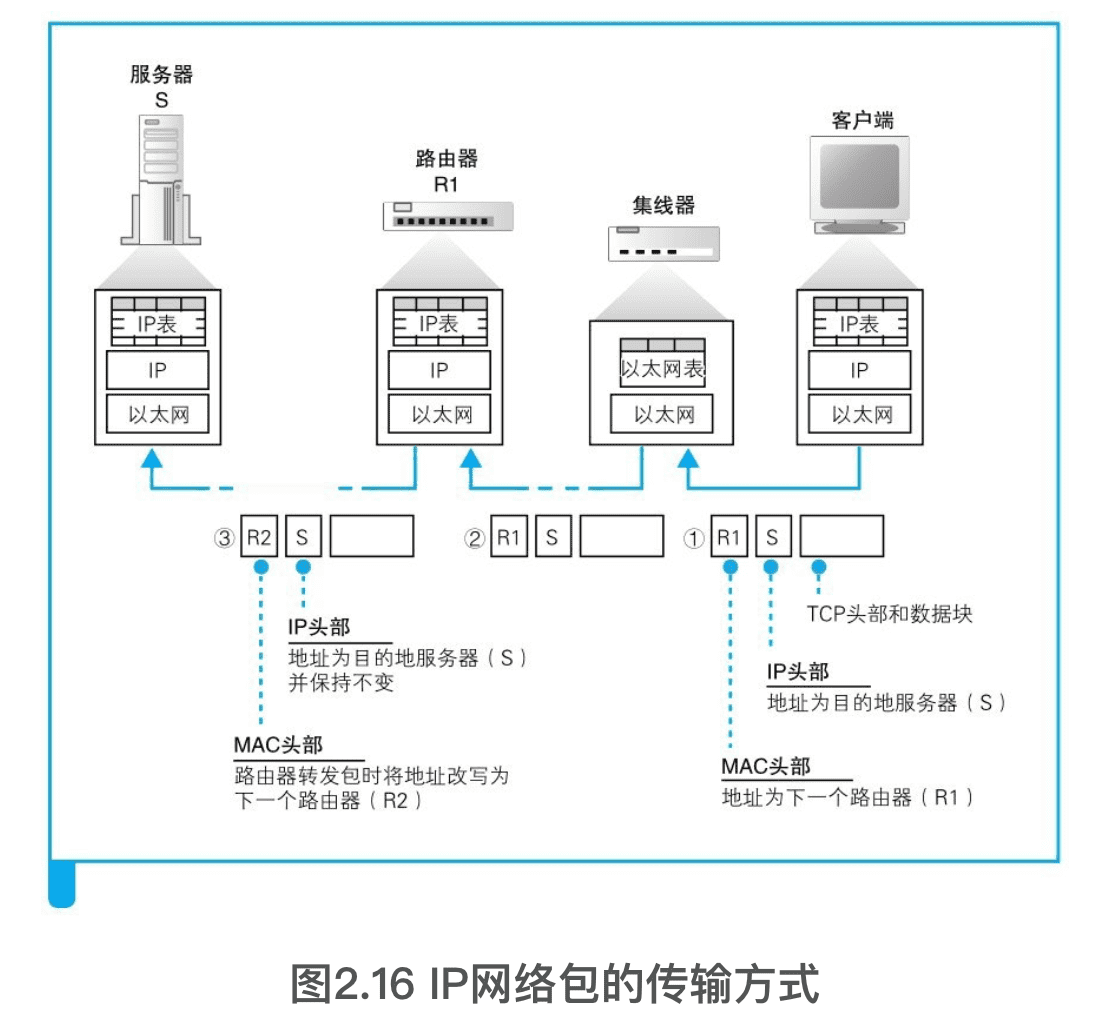 服务器
S
路由器
R1
集线器
客户端
IP表
IP
以太网
IP表
IP
以太网
以太网表
以太网
IP表
IP
以太网
③ R2 S
② R1 S
① R1 S
TCP头部和数据块
IP头部
地址为目的地服务器（S）
并保持不变
IP头部
地址为目的地服务器（S）
MAC头部
路由器转发包时将地址改写为
下一个路由器（R2）
MAC头部
地址为下一个路由器（R1）
图2.16 IP网络包的传输方式